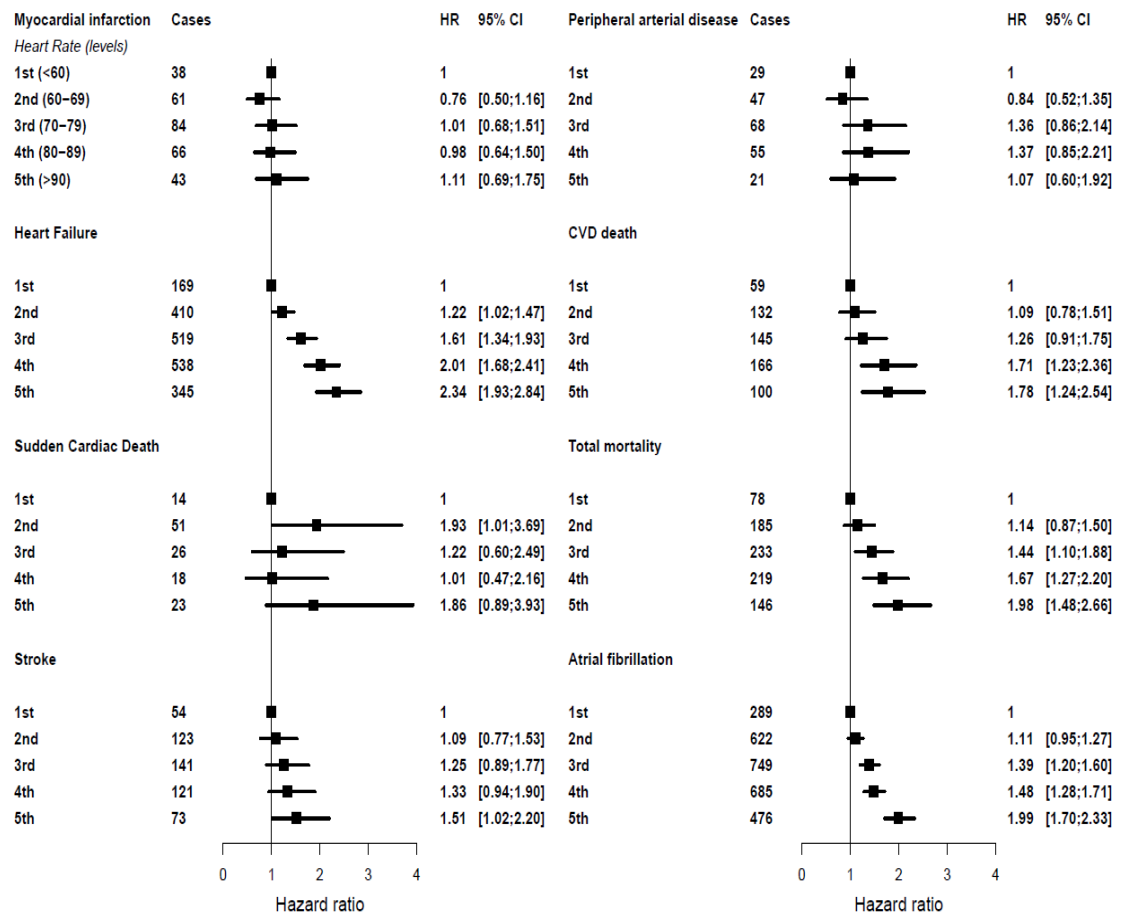 Myocardial infarction Cases HR 95% CI
Heart Rate (levels)
1st (<60) 38 1
2nd (60−69) 61 0.76 [0.50;1.16]
3rd (70−79) 84 1.01 [0.68;1.51]
4th (80−89) 66 0.98 [0.64;1.50]
5th (>90) 43 1.11 [0.69;1.75]
Heart Failure
1st 169 1
2nd 410 1.22 [1.02;1.47]
3rd 519 1.61 [1.34;1.93]
4th 538 2.01 [1.68;2.41]
5th 345 2.34 [1.93;2.84]
Sudden Cardiac Death
1st 14 1
2nd 51 1.93 [1.01;3.69]
3rd 26 1.22 [0.60;2.49]
4th 18 1.01 [0.47;2.16]
5th 23 1.86 [0.89;3.93]
Stroke
1st 54 1
2nd 123 1.09 [0.77;1.53]
3rd 141 1.25 [0.89;1.77]
4th 121 1.33 [0.94;1.90]
5th 73 1.51 [1.02;2.20]
0 1 2 3 4
Hazard ratio
Peripheral arterial disease Cases HR 95% CI
1st 29 1
2nd 47 0.84 [0.52;1.35]
3rd 68 1.36 [0.86;2.14]
4th 55 1.37 [0.85;2.21]
5th 21 1.07 [0.60;1.92]
CVD death
1st 59 1
2nd 132 1.09 [0.78;1.51]
3rd 145 1.26 [0.91;1.75]
4th 166 1.71 [1.23;2.36]
5th 100 1.78 [1.24;2.54]
Total mortality
1st 78 1
2nd 185 1.14 [0.87;1.50]
3rd 233 1.44 [1.10;1.88]
4th 219 1.67 [1.27;2.20]
5th 146 1.98 [1.48;2.66]
Atrial fibrillation
1st 289 1
2nd 622 1.11 [0.95;1.27]
3rd 749 1.39 [1.20;1.60]
4th 685 1.48 [1.28;1.71]
5th 476 1.99 [1.70;2.33]
0 1 2 3 4
Hazard ratio